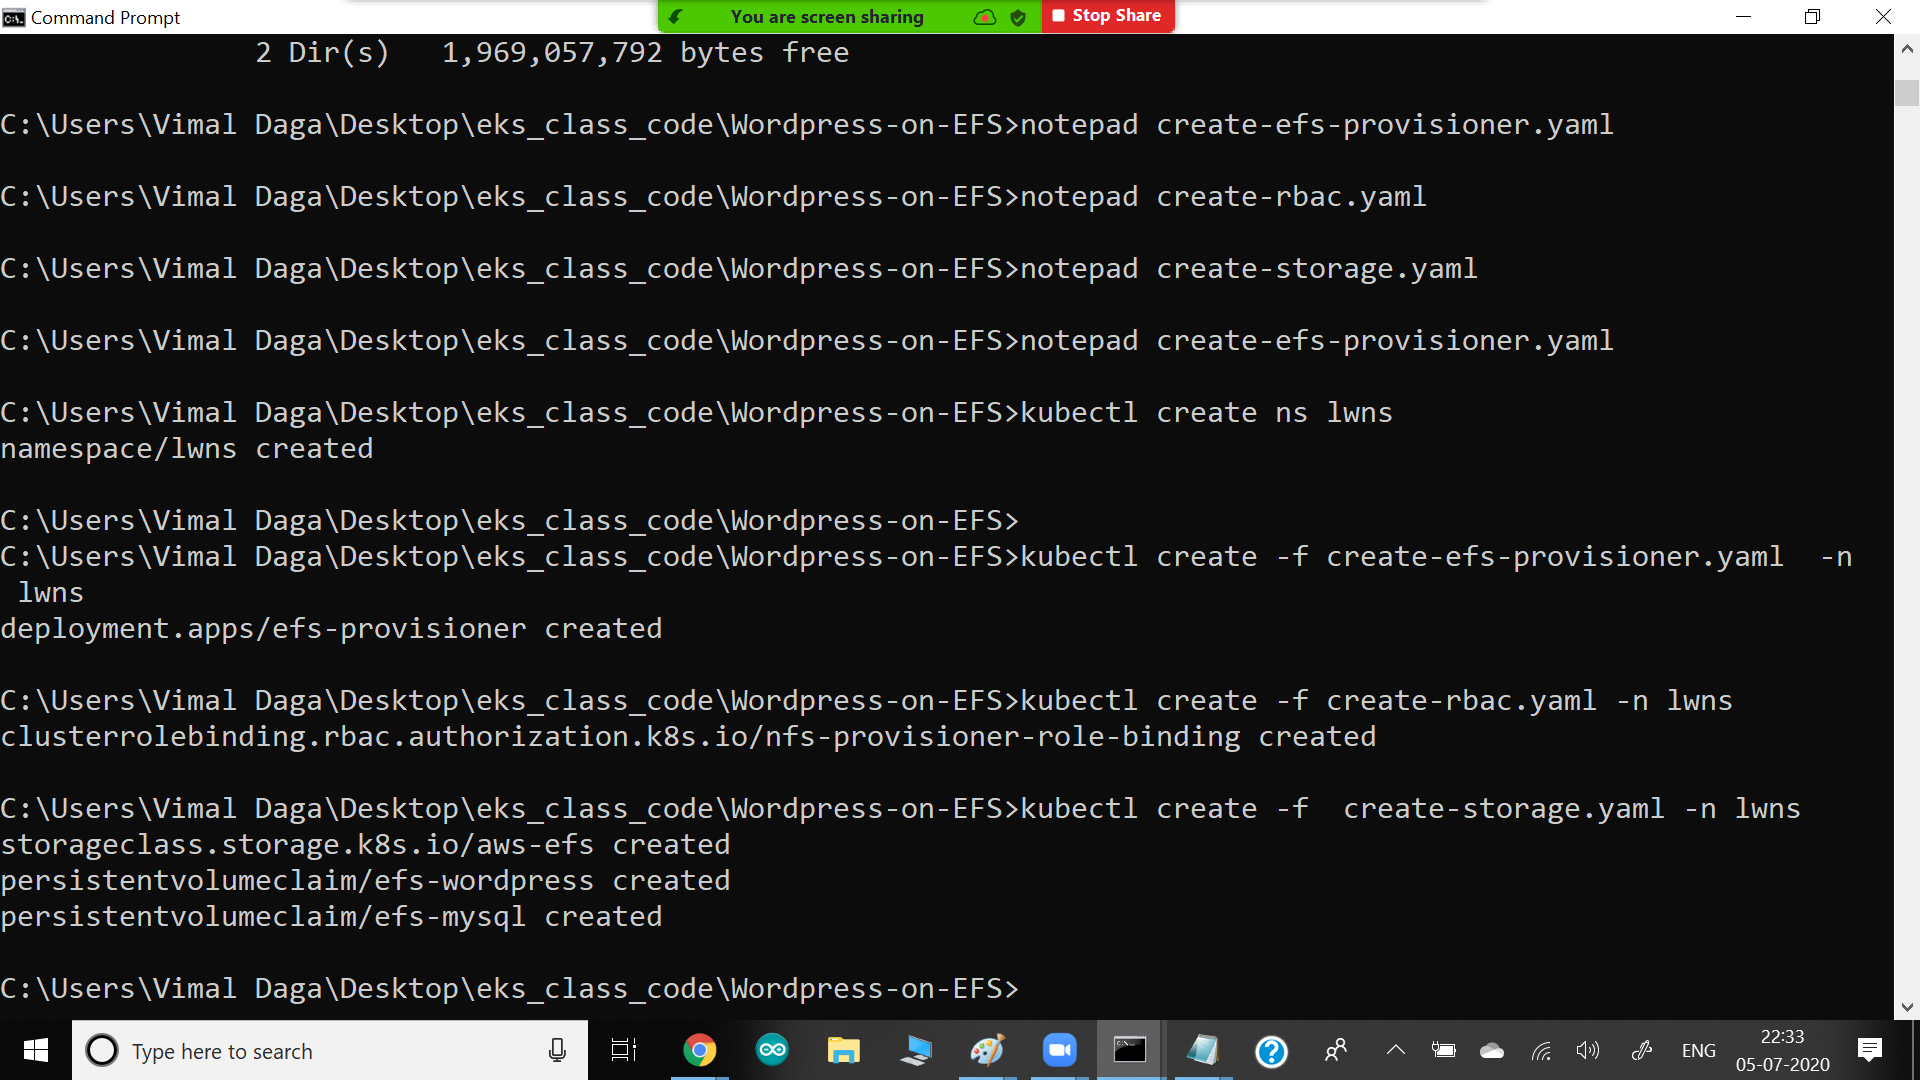 Command Prompt
You are screen sharing
Stop Share
2 Dir(s)   1,969,057,792 bytes free
C:\Users\Vimal Daga\Desktop\eks_class_code\Wordpress-on-EFS>notepad create-efs-provisioner.yaml
C:\Users\Vimal Daga\Desktop\eks_class_code\Wordpress-on-EFS>notepad create-rbac.yaml
C:\Users\Vimal Daga\Desktop\eks_class_code\Wordpress-on-EFS>notepad create-storage.yaml
C:\Users\Vimal Daga\Desktop\eks_class_code\Wordpress-on-EFS>notepad create-efs-provisioner.yaml
C:\Users\Vimal Daga\Desktop\eks_class_code\Wordpress-on-EFS>kubectl create ns lwns
namespace/lwns created
C:\Users\Vimal Daga\Desktop\eks_class_code\Wordpress-on-EFS>
C:\Users\Vimal Daga\Desktop\eks_class_code\Wordpress-on-EFS>kubectl create -f create-efs-provisioner.yaml  -n
 lwns
deployment.apps/efs-provisioner created
C:\Users\Vimal Daga\Desktop\eks_class_code\Wordpress-on-EFS>kubectl create -f create-rbac.yaml -n lwns
clusterrolebinding.rbac.authorization.k8s.io/nfs-provisioner-role-binding created
C:\Users\Vimal Daga\Desktop\eks_class_code\Wordpress-on-EFS>kubectl create -f  create-storage.yaml -n lwns
storageclass.storage.k8s.io/aws-efs created
persistentvolumeclaim/efs-wordpress created
persistentvolumeclaim/efs-mysql created
C:\Users\Vimal Daga\Desktop\eks_class_code\Wordpress-on-EFS>
Type here to search
ENG
22:33
05-07-2020